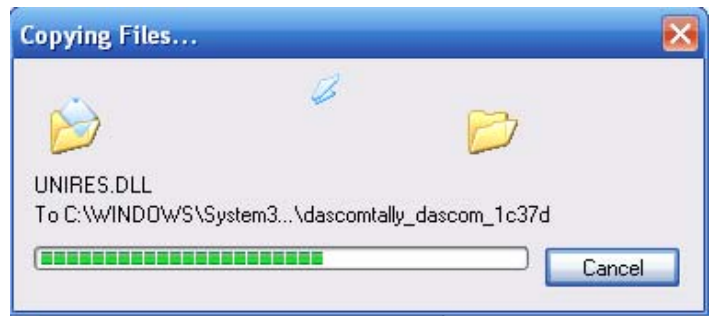 Copying Files...
UNIRES.DLL
To C:\WINDOWS\System3...\dascomtally_dascom_1c37d
Cancel